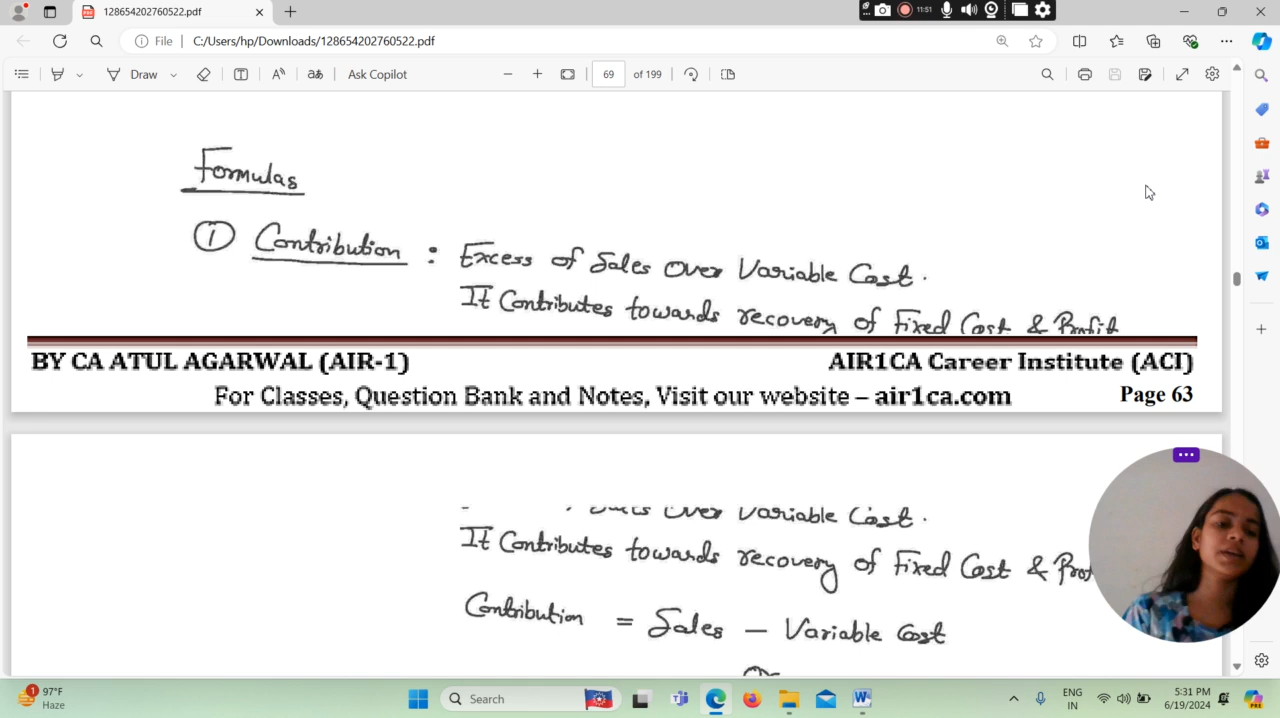 128654202760522.pdf
11:51
File C:/Users/hp/Downloads/128654202760522.pdf
Draw Ask Copilot 69 of 199
Formulas
① Contribution : Excess of Sales Over Variable Cost.
It Contributes towards recovery of Fixed Cost & Profit
BY CA ATUL AGARWAL (AIR-1) AIR1CA Career Institute (ACI)
For Classes, Question Bank and Notes, Visit our website – air1ca.com Page 63
Over Variable Cost.
It Contributes towards recovery of Fixed Cost &
Contribution = Sales – Variable Cost
1 97°F
Haze
Search
ENG
IN
5:31 PM
6/19/2024